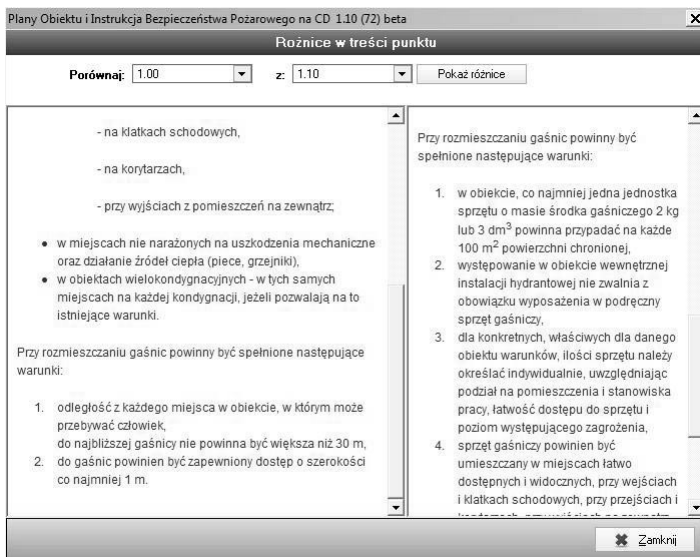 Plany Obiektu i Instrukcja Bezpieczeństwa Pożarowego na CD 1.10 (72) beta
Rożnice w treści punktu
Porównaj: 1.00 z: 1.10 Pokaż różnice
- na klatkach schodowych,
- na korytarzach,
- przy wyjściach z pomieszczeń na zewnątrz;
• w miejscach nie narażonych na uszkodzenia mechaniczne
oraz działanie źródeł ciepła (piece, grzejniki),
• w obiektach wielokondygnacyjnych - w tych samych
miejscach na każdej kondygnacji, jeżeli pozwalają na to
istniejące warunki.
Przy rozmieszczaniu gaśnic powinny być spełnione następujące
warunki:
1. odległość z każdego miejsca w obiekcie, w którym może
przebywać człowiek,
do najbliższej gaśnicy nie powinna być większa niż 30 m,
2. do gaśnic powinien być zapewniony dostęp o szerokości
co najmniej 1 m.
Przy rozmieszczaniu gaśnic powinny być
spełnione następujące warunki:
1. w obiekcie, co najmniej jedna jednostka
sprzętu o masie środka gaśniczego 2 kg
lub 3 dm³ powinna przypadać na każde
100 m² powierzchni chronionej,
2. występowanie w obiekcie wewnętrznej
instalacji hydrantowej nie zwalnia z
obowiązku wyposażenia w podręczny
sprzęt gaśniczy,
3. dla konkretnych, właściwych dla danego
obiektu warunków, ilości sprzętu należy
określać indywidualnie, uwzględniając
podział na pomieszczenia i stanowiska
pracy, łatwość dostępu do sprzętu i
poziom występującego zagrożenia,
4. sprzęt gaśniczy powinien być
umieszczany w miejscach łatwo
dostępnych i widocznych, przy wejściach
i klatkach schodowych, przy przejściach i
Zamknij